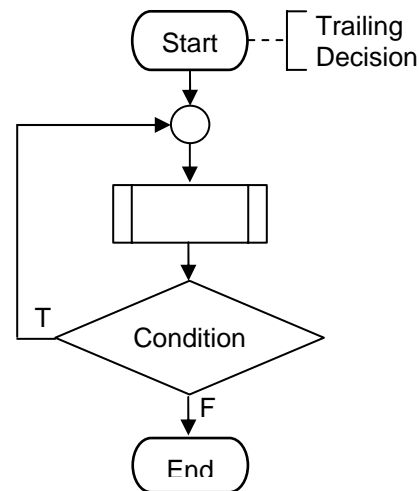 Start
Trailing
Decision
T
Condition
F
End